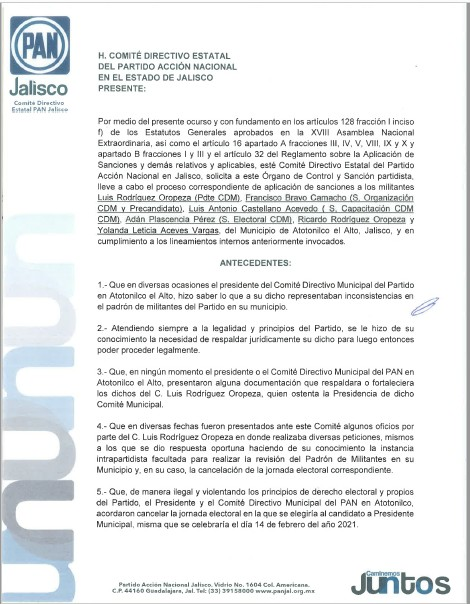 PAN
Jalisco
Comité Directivo
Estatal PAN Jalisco
H. COMITÉ DIRECTIVO ESTATAL
DEL PARTIDO ACCIÓN NACIONAL
EN EL ESTADO DE JALISCO
PRESENTE:
Por medio del presente ocurso y con fundamento en los artículos 128 fracción I inciso
f) de los Estatutos Generales aprobados en la XVIII Asamblea Nacional
Extraordinaria, así como el artículo 16 apartado A fracciones III, IV, V, VIII, IX y X y
apartado B fracciones I y III y el artículo 32 del Reglamento sobre la Aplicación de
Sanciones y demás relativos y aplicables, esté Comité Directivo Estatal del Partido
Acción Nacional en Jalisco, solicita a este Órgano de Control y Sanción partidista,
lleve a cabo el proceso correspondiente de aplicación de sanciones a los militantes
Luis Rodríguez Oropeza (Pdte CDM), Francisco Bravo Camacho (S, Organización
CDM y Precandidato), Luis Antonio Castellano Acevedo ( S, Capacitación CDM
CDM), Adán Plascencia Pérez (S. Electoral CDM), Ricardo Rodríguez Oropeza y
Yolanda Leticia Aceves Vargas, del Municipio de Atotonilco el Alto, Jalisco, y en
cumplimiento a los lineamientos internos anteriormente invocados.
ANTECEDENTES:
1.- Que en diversas ocasiones el presidente del Comité Directivo Municipal del Partido
en Atotonilco el Alto, hizo saber lo que a su dicho representaban inconsistencias en
el padrón de militantes del Partido en su municipio.
2.- Atendiendo siempre a la legalidad y principios del Partido, se le hizo de su
conocimiento la necesidad de respaldar jurídicamente su dicho para luego entonces
poder proceder legalmente.
3.- Que, en ningún momento el presidente o el Comité Directivo Municipal del PAN en
Atotonilco el Alto, presentaron alguna documentación que respaldara o fortaleciera
los dichos del C. Luis Rodríguez Oropeza, quien ostenta la Presidencia de dicho
Comité Municipal.
4.- Que en diversas fechas fueron presentados ante este Comité algunos oficios por
parte del C. Luis Rodríguez Oropeza en donde realizaba diversas peticiones, mismos
a los que se dio respuesta oportuna haciendo de su conocimiento la instancia
intrapartidista facultada para realizar la revisión del Padrón de Militantes en su
Municipio y, en su caso, la cancelación de la jornada electoral correspondiente.
5.- Que, de manera ilegal y violentando los principios de derecho electoral y propios
del Partido, el Presidente y el Comité Directivo Municipal del PAN en Atotonilco,
acordaron cancelar la jornada electoral en la que se elegiría al candidato a Presidente
Municipal, misma que se celebraría el día 14 de febrero del año 2021.
Partido Acción Nacional Jalisco. Vidrio No. 1604 Col. Americana.
C.P. 44160 Guadalajara, Jal. Tel: (33) 39158000 www.panjal.org.mx
Caminemos
Juntos